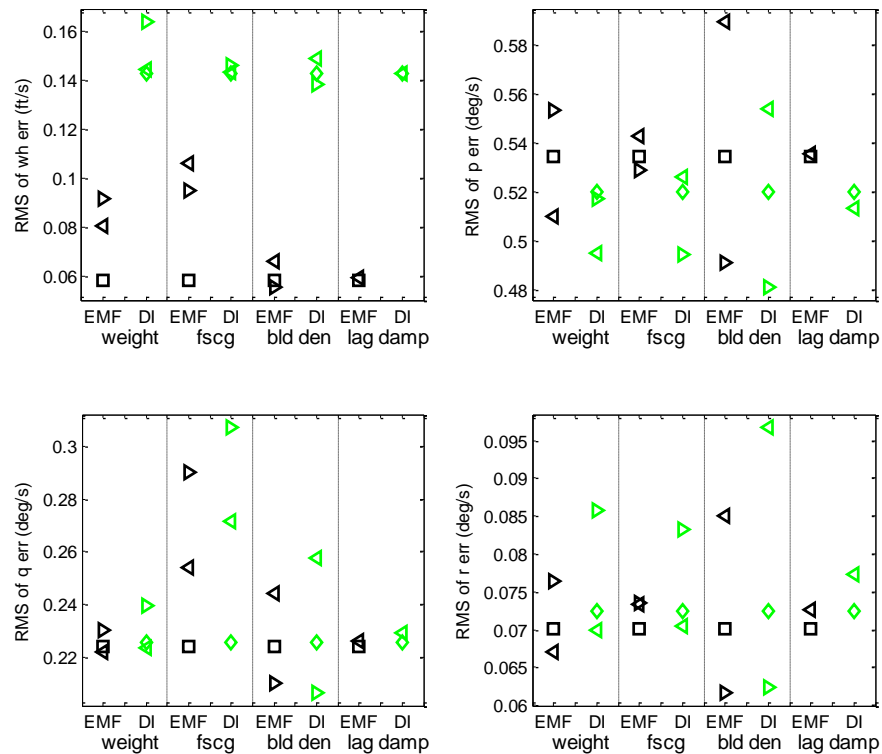 RMS of wh err (ft/s)
0.16
0.14
0.12
0.1
0.08
0.06
EMF DI EMF DI EMF DI EMF DI
weight fscg bld den lag damp
RMS of p err (deg/s)
0.58
0.56
0.54
0.52
0.5
0.48
EMF DI EMF DI EMF DI EMF DI
weight fscg bld den lag damp
RMS of q err (deg/s)
0.3
0.28
0.26
0.24
0.22
EMF DI EMF DI EMF DI EMF DI
weight fscg bld den lag damp
RMS of r err (deg/s)
0.095
0.09
0.085
0.08
0.075
0.07
0.065
0.06
EMF DI EMF DI EMF DI EMF DI
weight fscg bld den lag damp